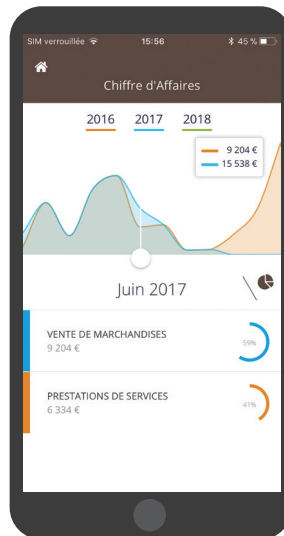 SIM verrouillée 15:56 45 %
Chiffre d'Affaires
2016 2017 2018
9 204 €
15 538 €
Juin 2017
VENTE DE MARCHANDISES
9 204 €
59%
PRESTATIONS DE SERVICES
6 334 €
41%